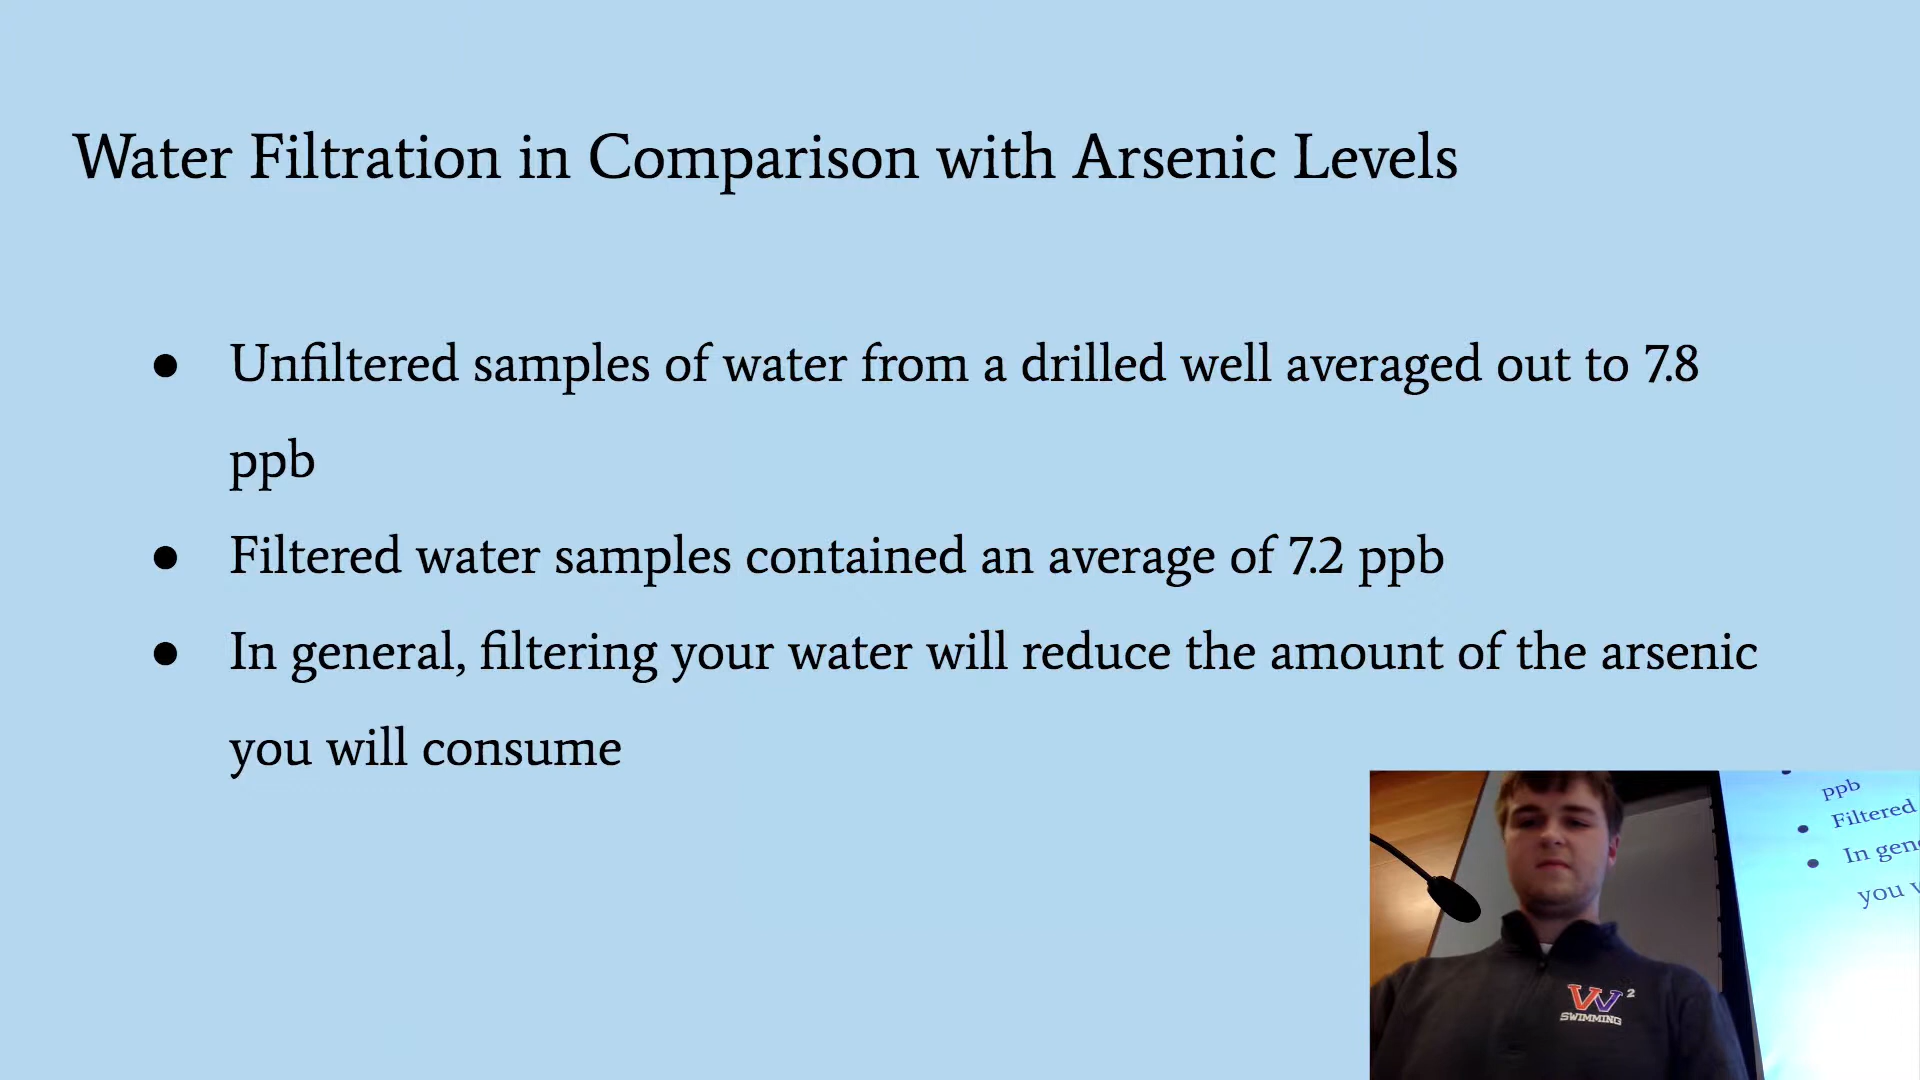 Water Filtration in Comparison with Arsenic Levels
● Unfiltered samples of water from a drilled well averaged out to 7.8
ppb
● Filtered water samples contained an average of 7.2 ppb
● In general, filtering your water will reduce the amount of the arsenic
you will consume
ppb
● Filtered
● In gen
you
W 2
SWIMMING